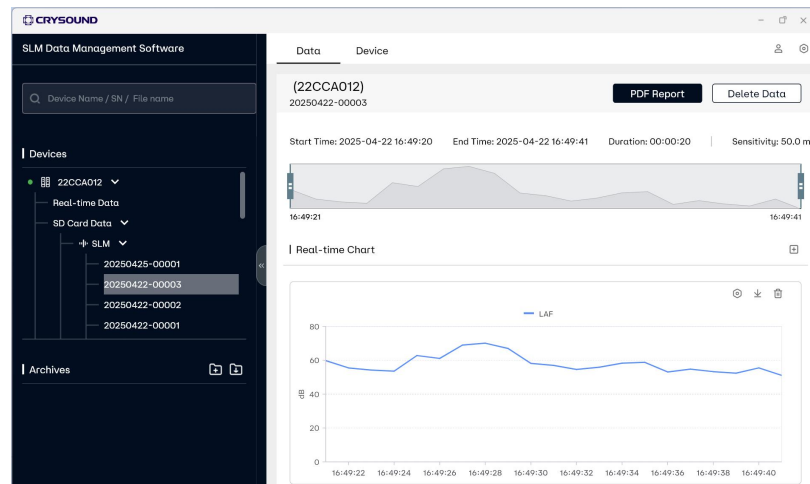 CRYSOUND
SLM Data Management Software
Device Name / SN / File name
Devices
22CCA012
Real-time Data
SD Card Data
SLM
20250425-00001
20250422-00003
20250422-00002
20250422-00001
Archives
Data Device
(22CCA012)
20250422-00003
PDF Report Delete Data
Start Time: 2025-04-22 16:49:20 End Time: 2025-04-22 16:49:41 Duration: 00:00:20 Sensitivity: 50.0 m
16:49:21 16:49:41
Real-time Chart
LAF
80
60
40
20
0
dB
16:49:22 16:49:24 16:49:26 16:49:28 16:49:30 16:49:32 16:49:34 16:49:36 16:49:38 16:49:40